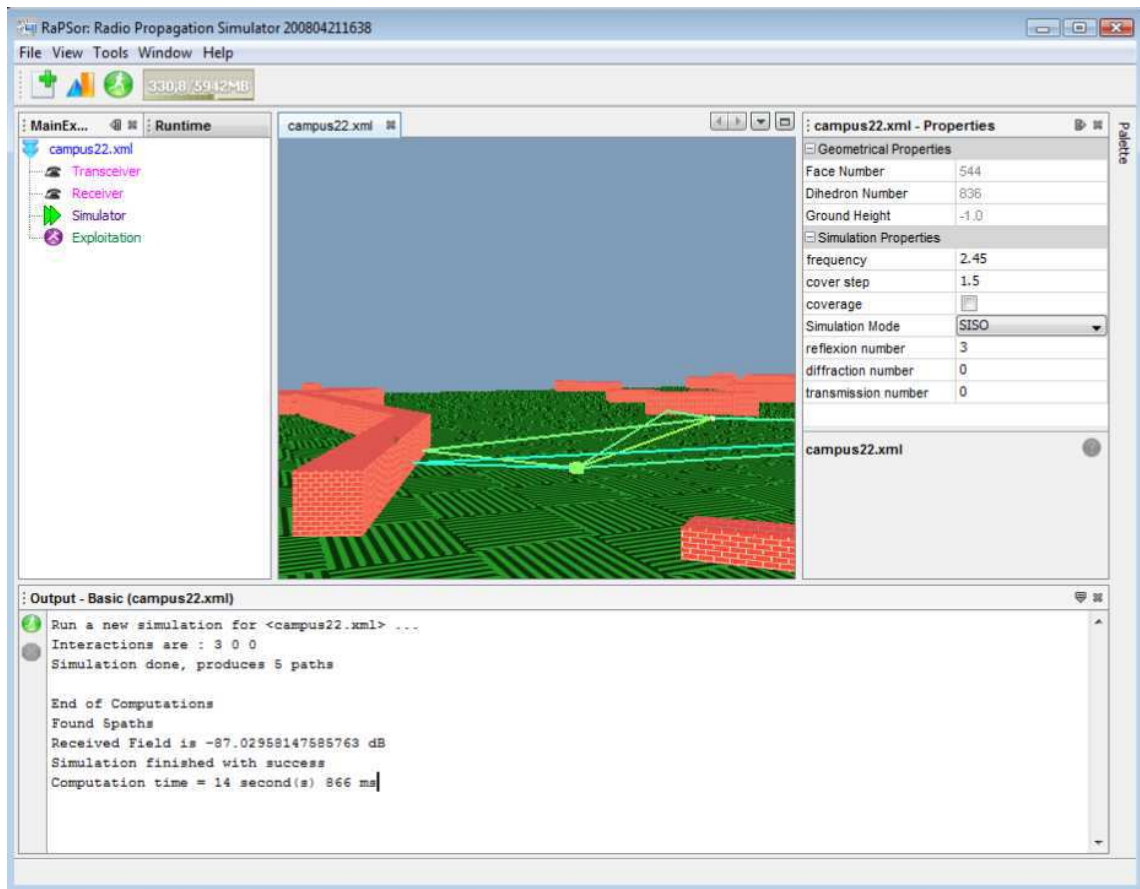 RaPSor: Radio Propagation Simulator 200804211638
File View Tools Window Help
330,8/5942MB
MainEx... Runtime
campus22.xml
Transceiver
Receiver
Simulator
Exploitation
campus22.xml
campus22.xml - Properties
Geometrical Properties
Face Number 544
Dihedron Number 836
Ground Height -1.0
Simulation Properties
frequency 2.45
cover step 1.5
coverage
Simulation Mode SISO
reflexion number 3
diffraction number 0
transmission number 0
campus22.xml
Palette
Output - Basic (campus22.xml)
Run a new simulation for <campus22.xml> ...
Interactions are : 3 0 0
Simulation done, produces 5 paths
End of Computations
Found 5paths
Received Field is -87.02958147585763 dB
Simulation finished with success
Computation time = 14 second(s) 866 ms